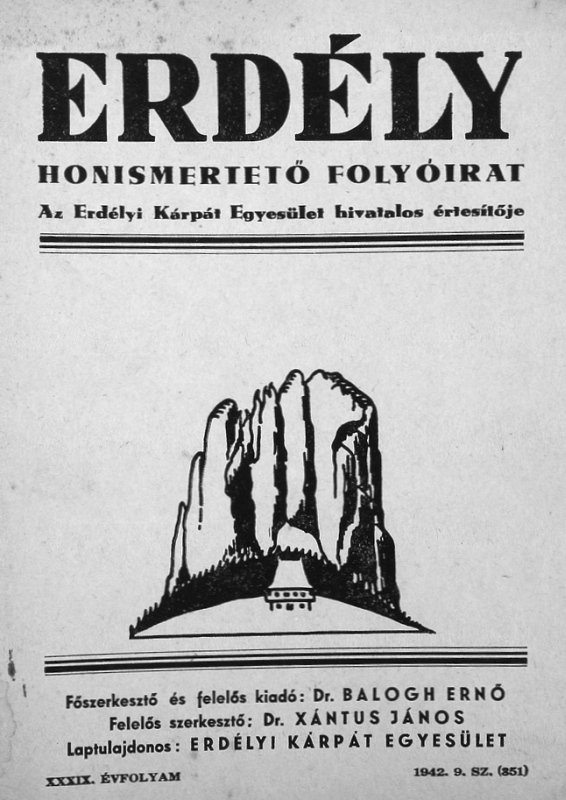 ERDÉLY
HONISMERTETŐ FOLYÓIRAT
Az Erdélyi Kárpát Egyesület hivatalos értesítője
Főszerkesztő és felelős kiadó: Dr. BALOGH ERNŐ
Felelős szerkesztő: Dr. XÁNTUS JÁNOS
Laptulajdonos: ERDÉLYI KÁRPÁT EGYESÜLET
XXXIX. ÉVFOLYAM
1942. 9. SZ. (351)